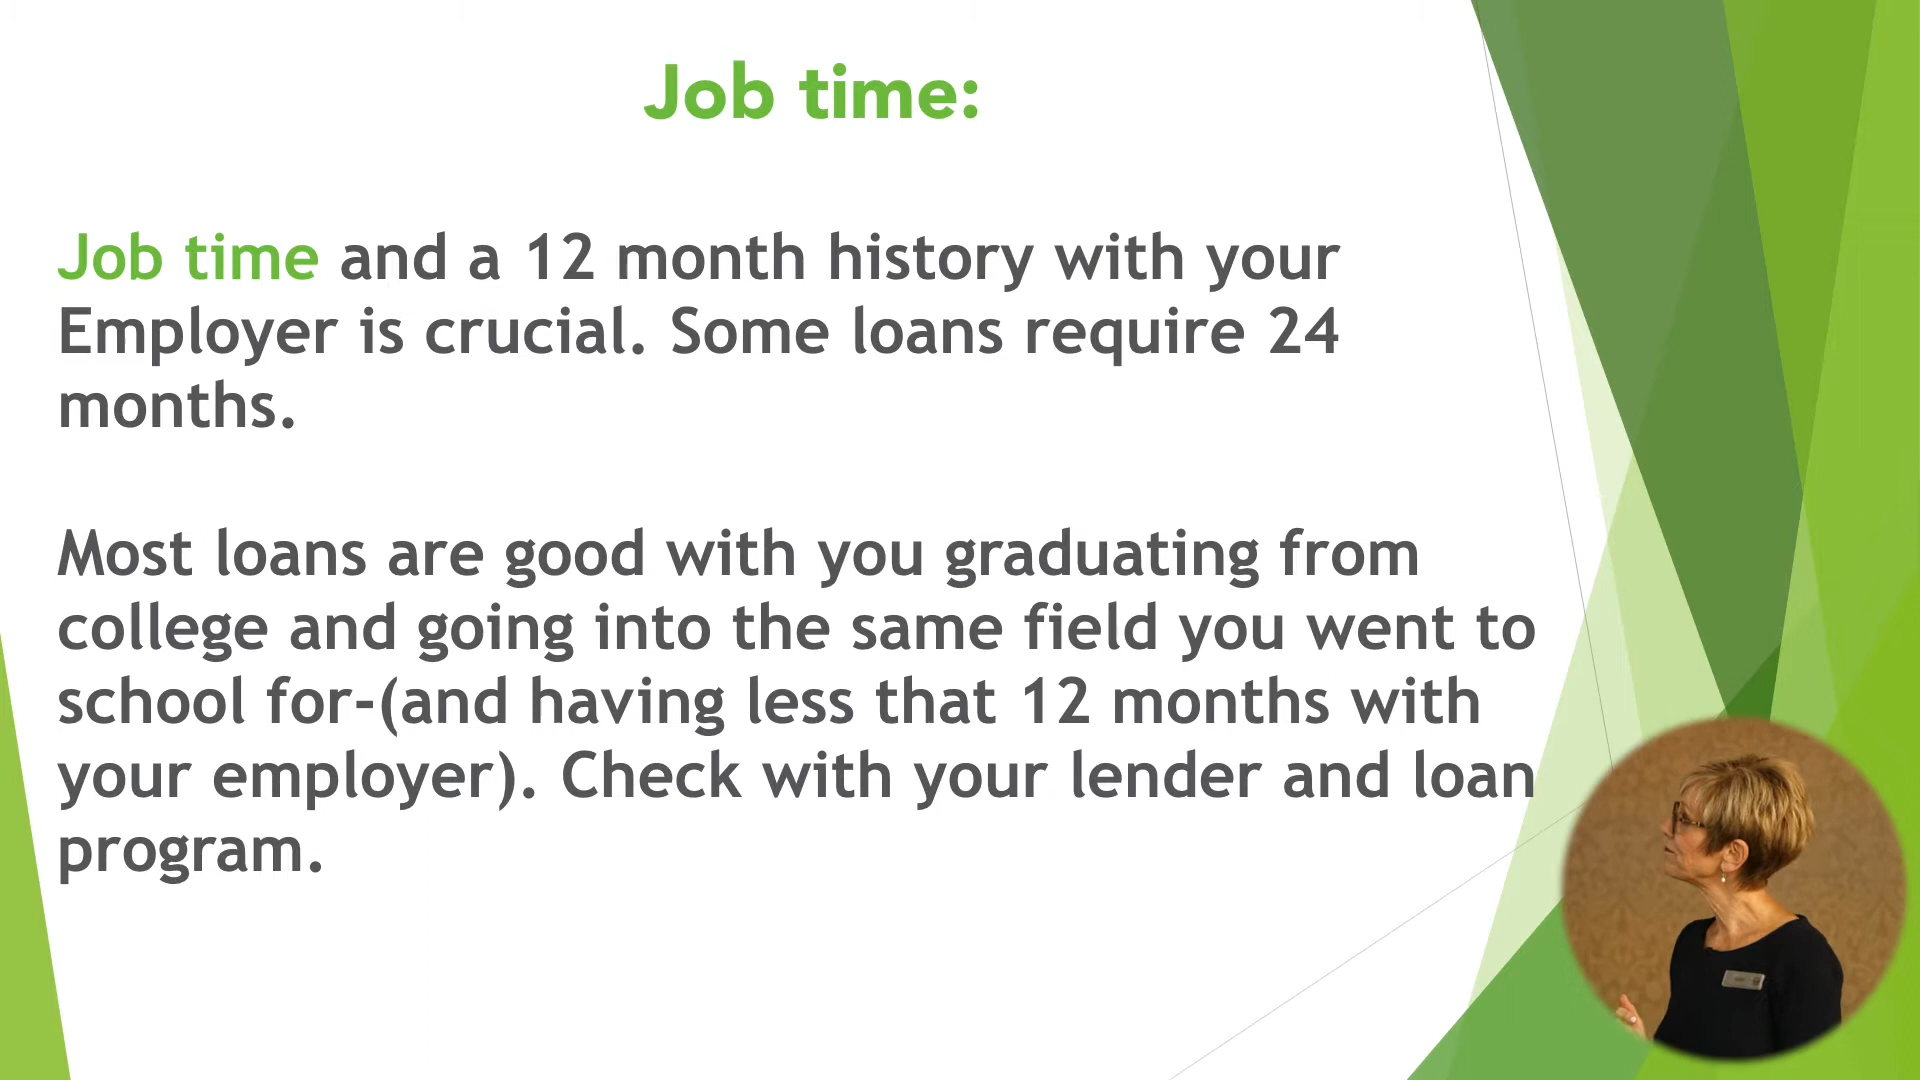 Job time:
Job time and a 12 month history with your
Employer is crucial. Some loans require 24
months.
Most loans are good with you graduating from
college and going into the same field you went to
school for-(and having less that 12 months with
your employer). Check with your lender and loan
program.